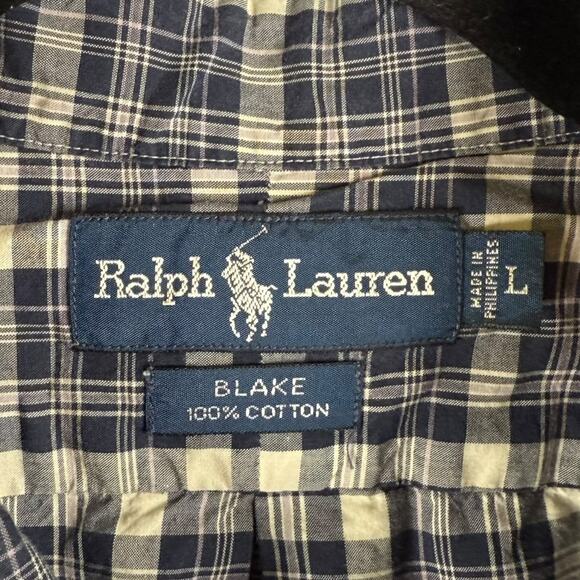 Ralph Lauren
MADE IN
PHILIPPINES
L
BLAKE
100% COTTON